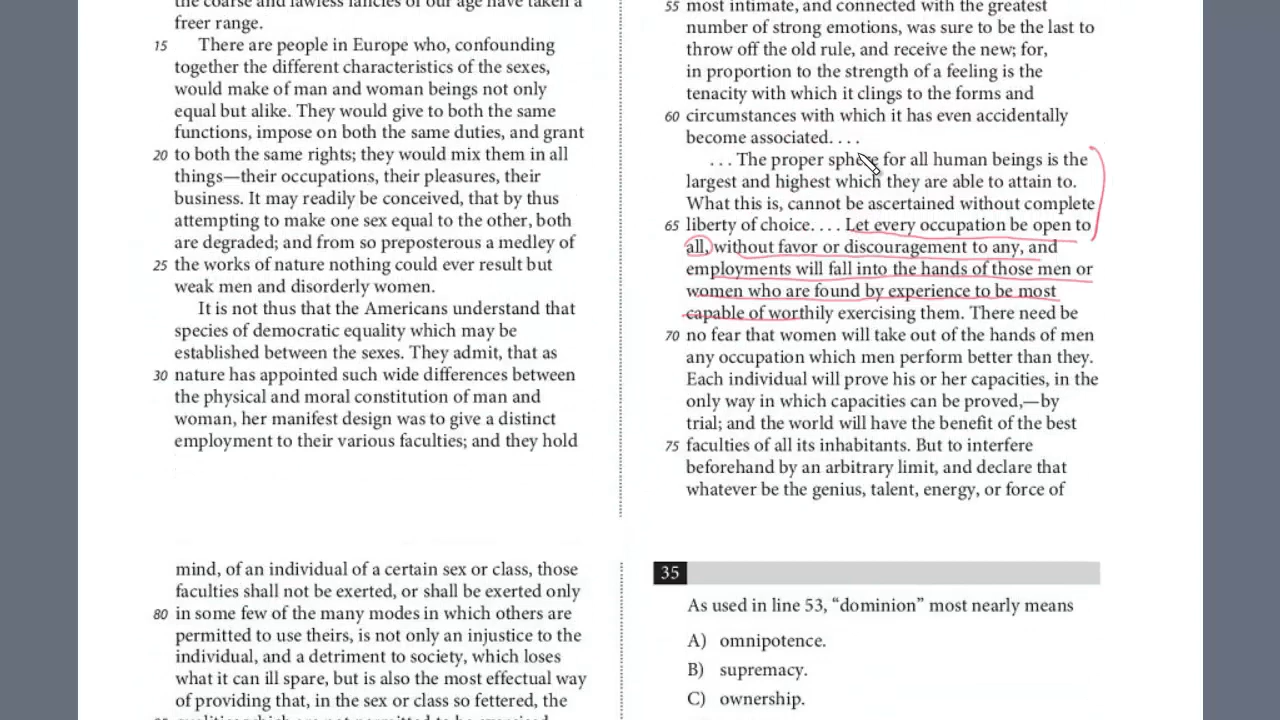 the coarse and lawless fancies of our age have taken a
freer range.
15 There are people in Europe who, confounding
together the different characteristics of the sexes,
would make of man and woman beings not only
equal but alike. They would give to both the same
functions, impose on both the same duties, and grant
20 to both the same rights; they would mix them in all
things—their occupations, their pleasures, their
business. It may readily be conceived, that by thus
attempting to make one sex equal to the other, both
are degraded; and from so preposterous a medley of
25 the works of nature nothing could ever result but
weak men and disorderly women.
It is not thus that the Americans understand that
species of democratic equality which may be
established between the sexes. They admit, that as
30 nature has appointed such wide differences between
the physical and moral constitution of man and
woman, her manifest design was to give a distinct
employment to their various faculties; and they hold
55 most intimate, and connected with the greatest
number of strong emotions, was sure to be the last to
throw off the old rule, and receive the new; for,
in proportion to the strength of a feeling is the
tenacity with which it clings to the forms and
60 circumstances with which it has even accidentally
become associated. . . .
. . . The proper sphere for all human beings is the
largest and highest which they are able to attain to.
What this is, cannot be ascertained without complete
65 liberty of choice. . . . Let every occupation be open to
all, without favor or discouragement to any, and
employments will fall into the hands of those men or
women who are found by experience to be most
capable of worthily exercising them. There need be
70 no fear that women will take out of the hands of men
any occupation which men perform better than they.
Each individual will prove his or her capacities, in the
only way in which capacities can be proved,—by
trial; and the world will have the benefit of the best
75 faculties of all its inhabitants. But to interfere
beforehand by an arbitrary limit, and declare that
whatever be the genius, talent, energy, or force of
mind, of an individual of a certain sex or class, those
faculties shall not be exerted, or shall be exerted only
80 in some few of the many modes in which others are
permitted to use theirs, is not only an injustice to the
individual, and a detriment to society, which loses
what it can ill spare, but is also the most effectual way
of providing that, in the sex or class so fettered, the
35
As used in line 53, “dominion” most nearly means
A) omnipotence.
B) supremacy.
C) ownership.